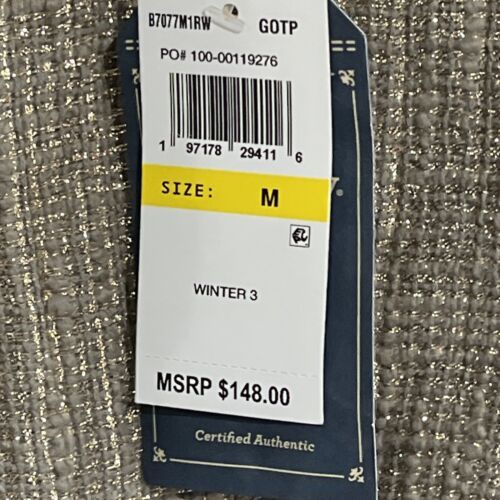 B7077M1RW GOTP
PO# 100-00119276
1 97178 29411 6
SIZE: M
WINTER 3
MSRP $148.00
Certified Authentic